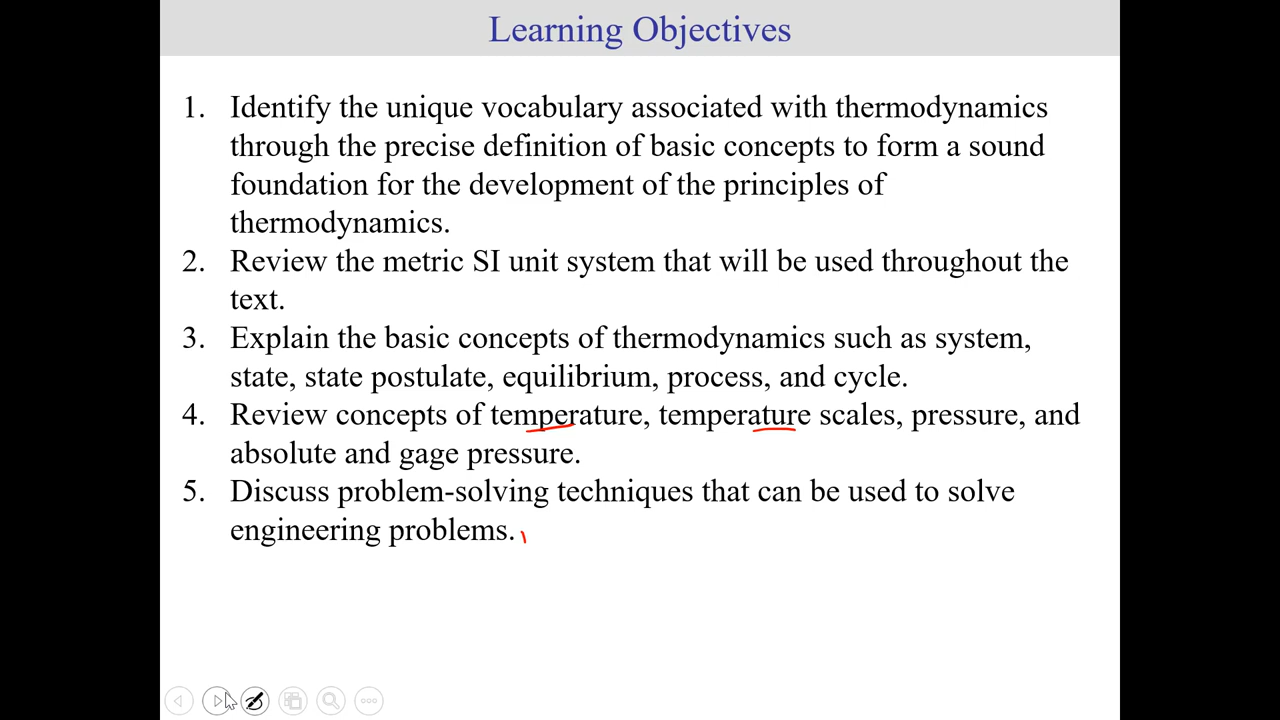 Learning Objectives
1. Identify the unique vocabulary associated with thermodynamics
through the precise definition of basic concepts to form a sound
foundation for the development of the principles of
thermodynamics.
2. Review the metric SI unit system that will be used throughout the
text.
3. Explain the basic concepts of thermodynamics such as system,
state, state postulate, equilibrium, process, and cycle.
4. Review concepts of temperature, temperature scales, pressure, and
absolute and gage pressure.
5. Discuss problem-solving techniques that can be used to solve
engineering problems.